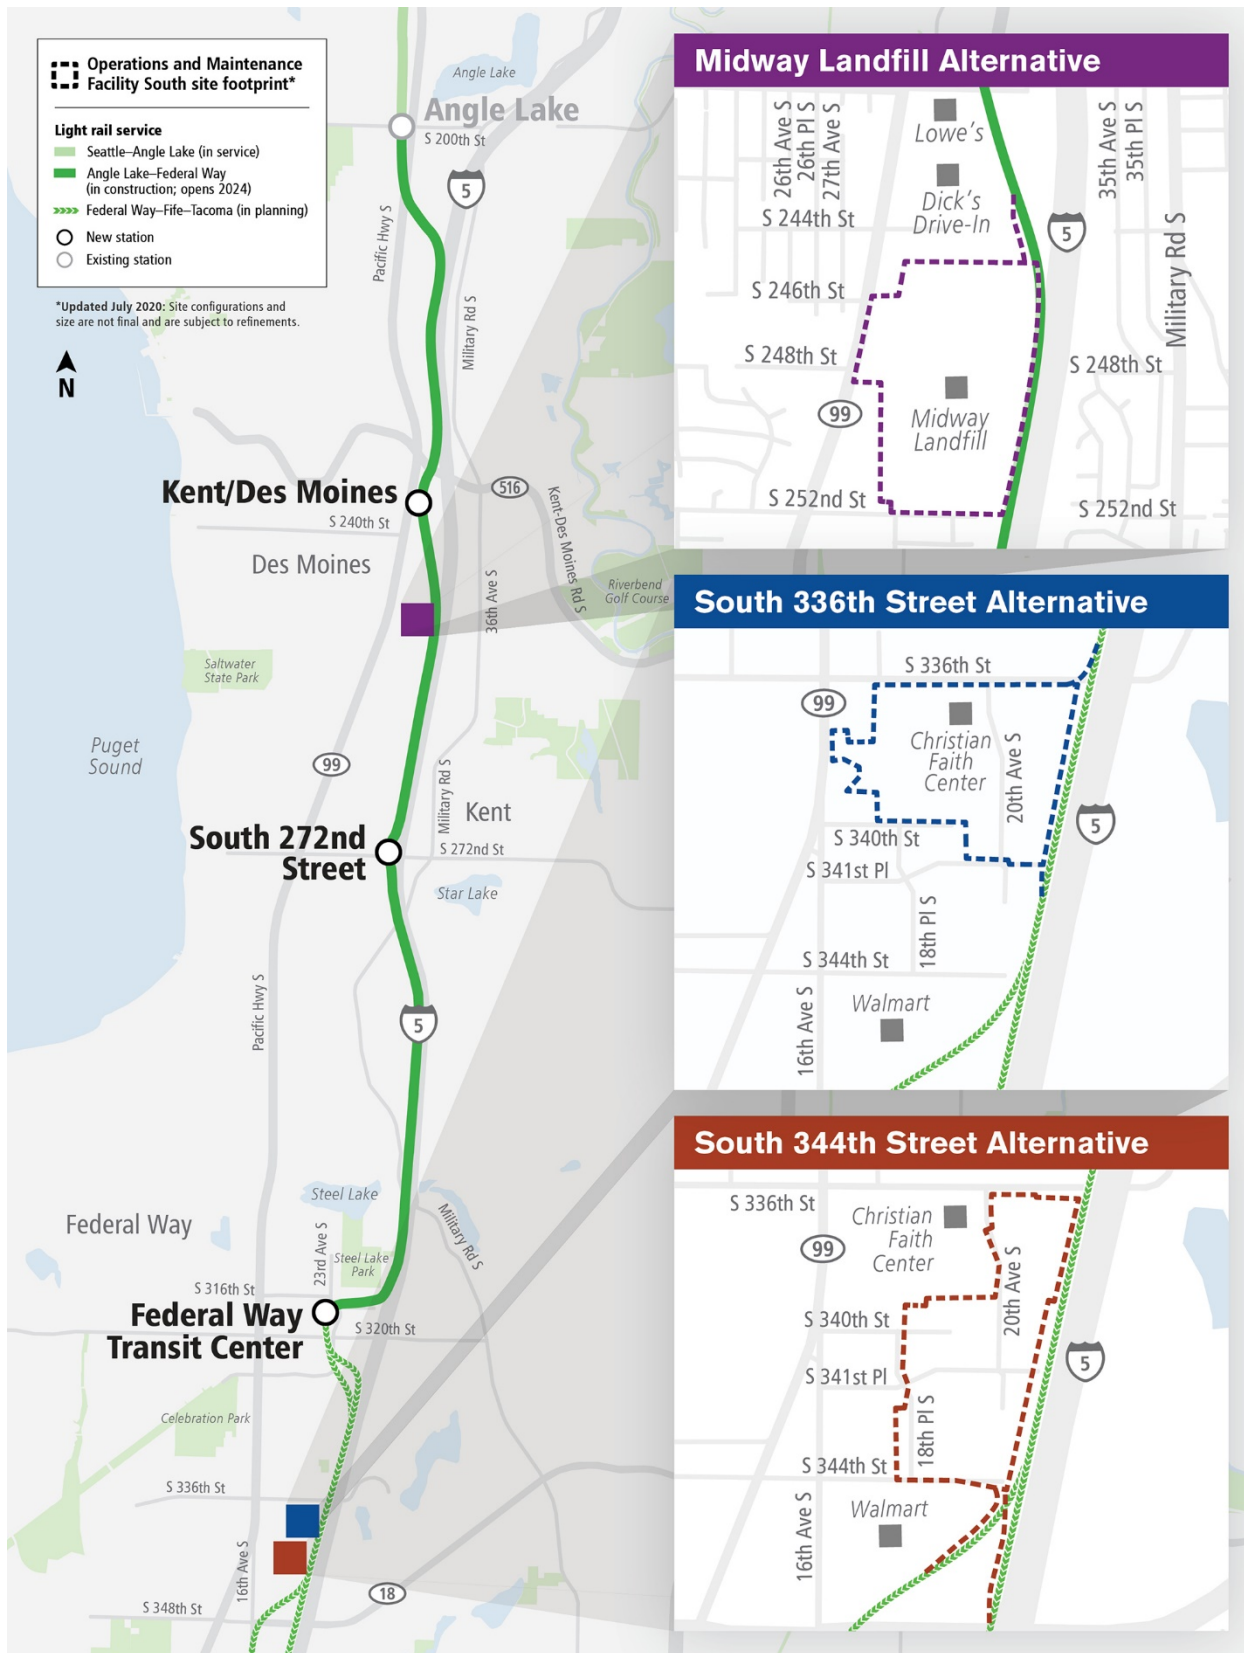 Operations and Maintenance
Facility South site footprint*
Light rail service
Seattle–Angle Lake (in service)
Angle Lake–Federal Way
(in construction; opens 2024)
Federal Way–Fife–Tacoma (in planning)
New station
Existing station
*Updated July 2020: Site configurations and
size are not final and are subject to refinements.
N
Angle Lake
Angle Lake
S 200th St
5
Pacific Hwy S
Military Rd S
Kent/Des Moines
516
S 240th St
Kent-Des Moines Rd S
Des Moines
36th Ave S
Riverbend
Golf Course
Saltwater
State Park
Puget
Sound
99
Military Rd S
Kent
South 272nd
Street
S 272nd St
Star Lake
Pacific Hwy S
5
Steel Lake
Federal Way
23rd Ave S
Steel Lake
Park
Military Rd S
S 316th St
Federal Way
Transit Center
S 320th St
Celebration Park
S 336th St
16th Ave S
18
S 348th St
Midway Landfill Alternative
26th Ave S
26th Pl S
27th Ave S
Lowe's
35th Ave S
35th Pl S
Dick's
Drive-In
S 244th St
5
Military Rd S
S 246th St
S 248th St
S 248th St
99
Midway
Landfill
S 252nd St
S 252nd St
South 336th Street Alternative
S 336th St
99
Christian
Faith
Center
20th Ave S
5
S 340th St
S 341st Pl
18th Pl S
S 344th St
Walmart
16th Ave S
South 344th Street Alternative
S 336th St
Christian
Faith
Center
99
20th Ave S
S 340th St
5
S 341st Pl
18th Pl S
S 344th St
Walmart
16th Ave S